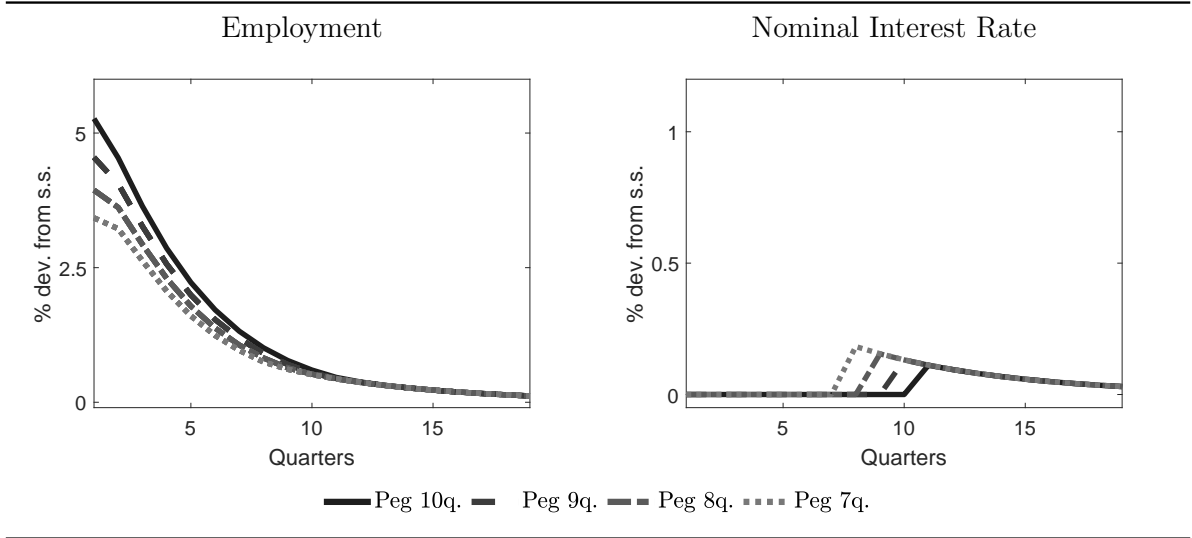 Employment
Nominal Interest Rate
% dev. from s.s.
5
2.5
0
5
10
15
Quarters
% dev. from s.s.
1
0.5
0
5
10
15
Quarters
Peg 10q. Peg 9q. Peg 8q. Peg 7q.